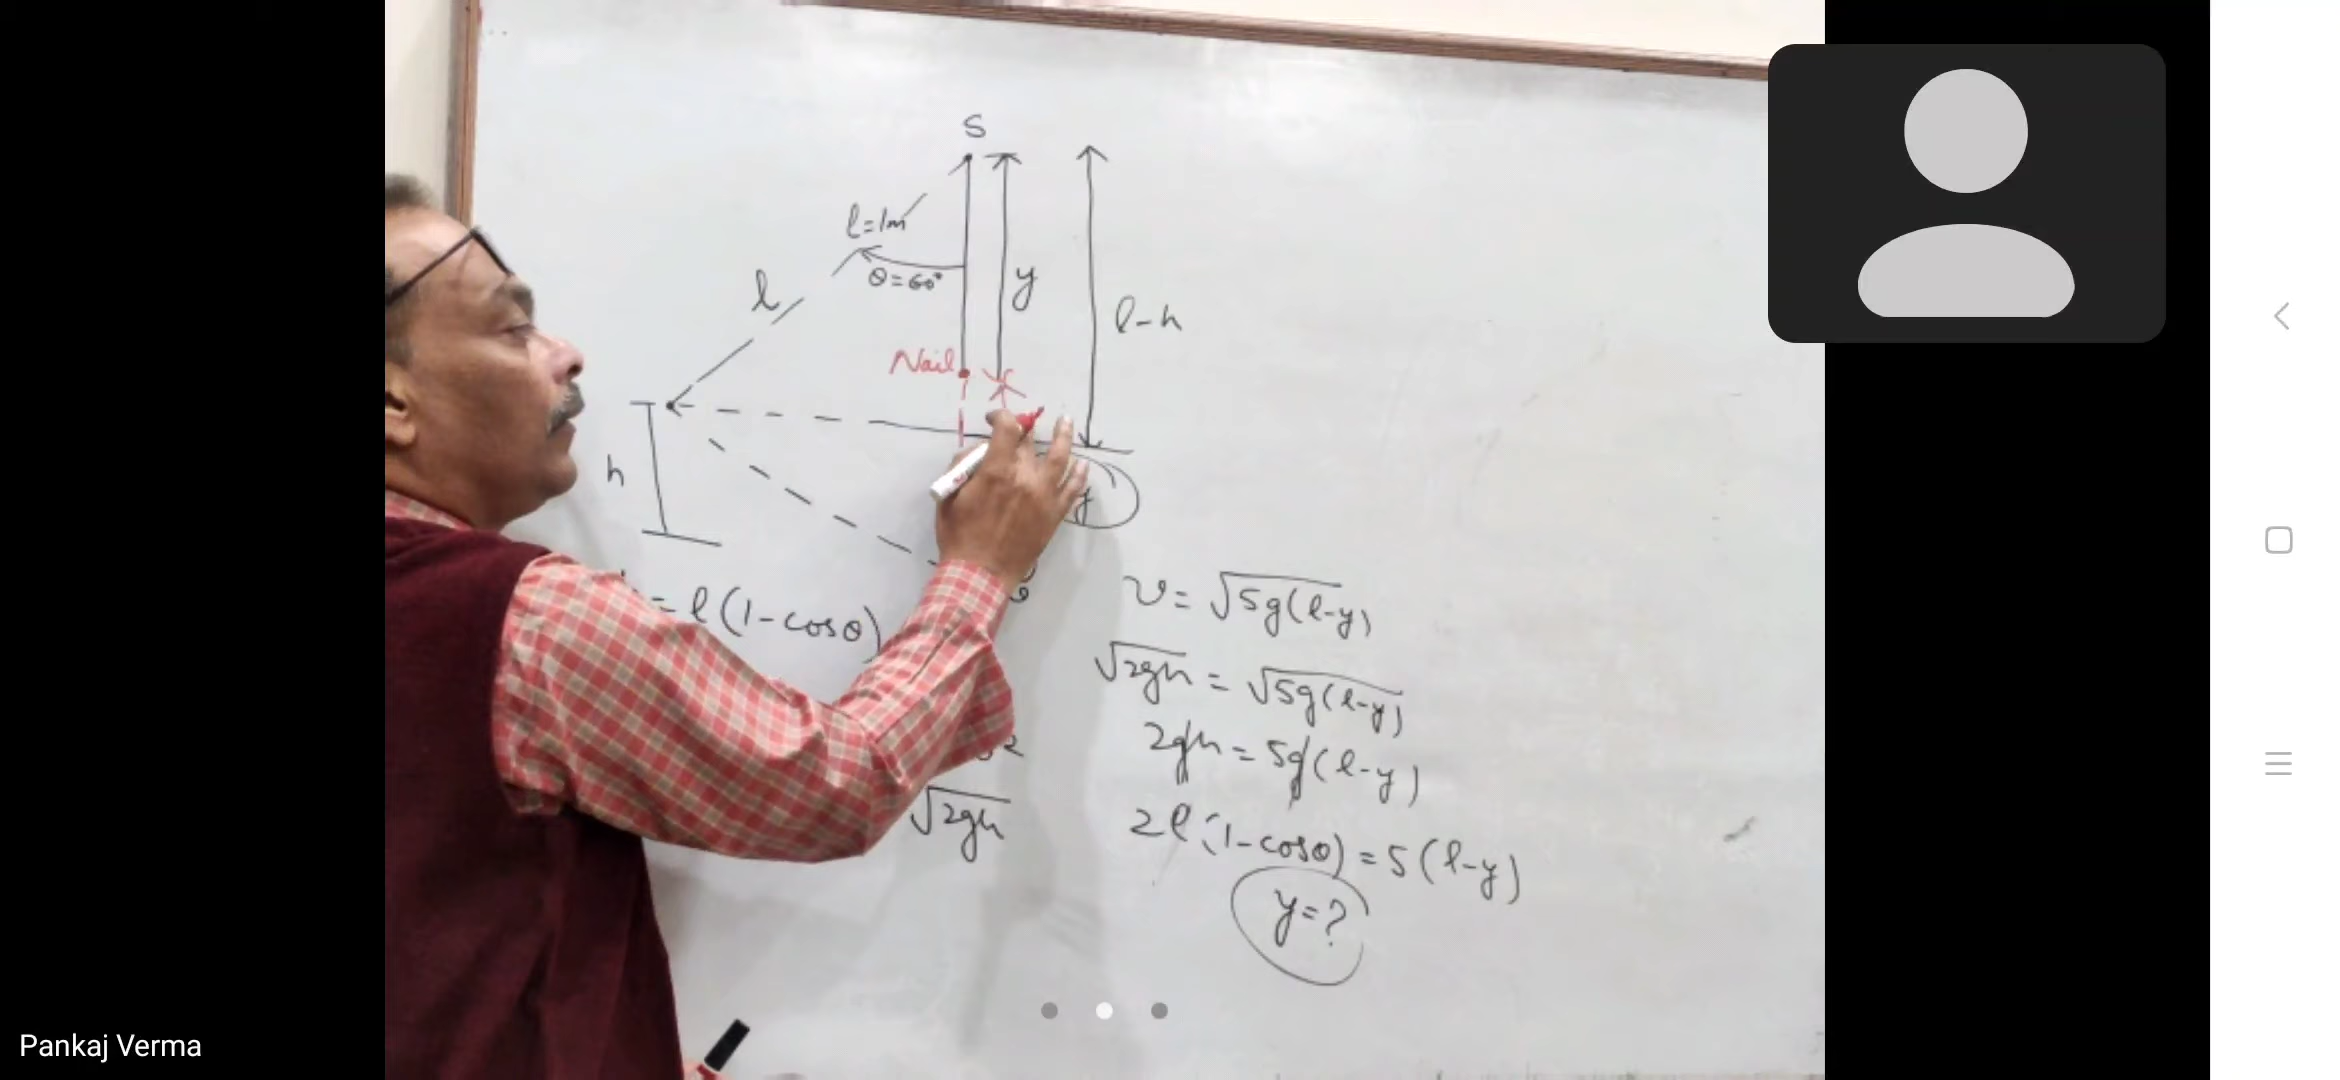 S
l=1m
θ=60°
l
y
l-h
Nail
h
y
= l(1-cosθ)
√2gh
v = √5g(l-y)
√2gh = √5g(l-y)
2gh = 5g(l-y)
2l(1-cosθ) = 5(l-y)
y=?
Pankaj Verma